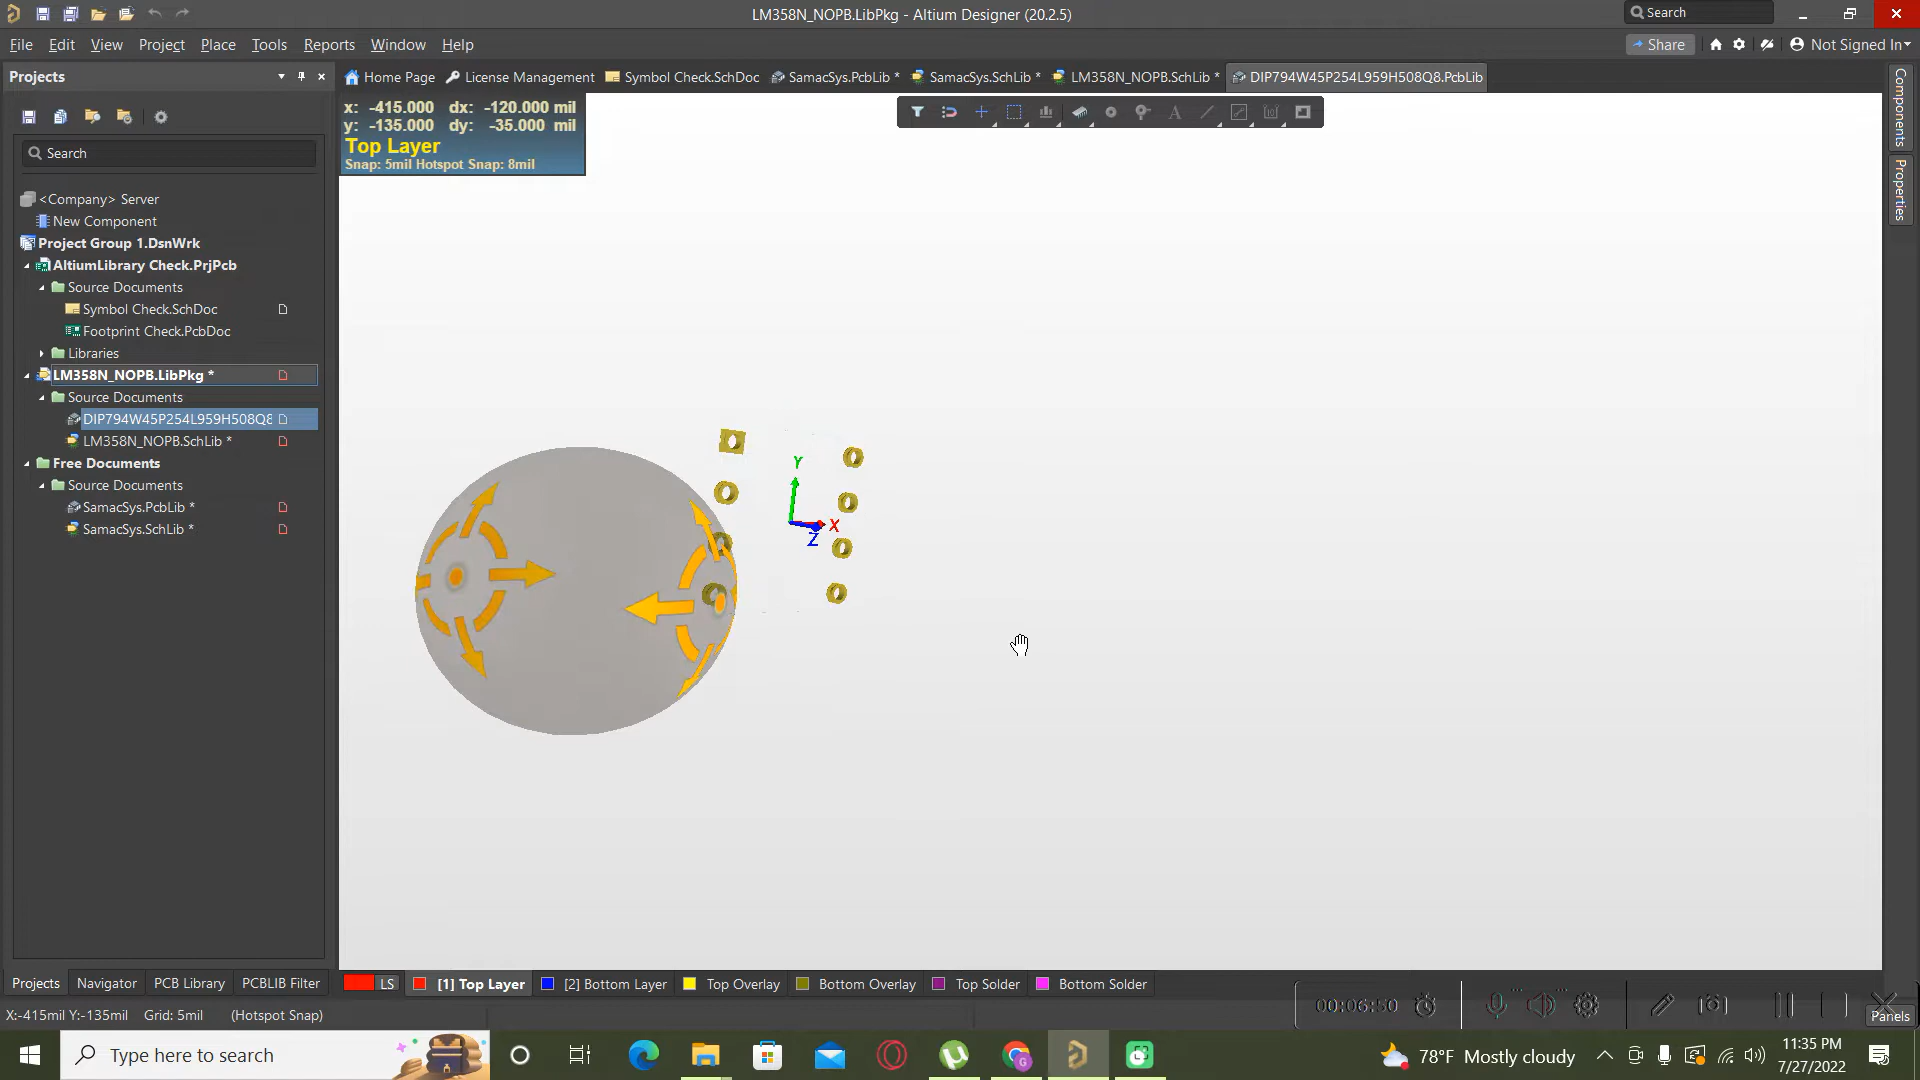 LM358N_NOPB.LibPkg - Altium Designer (20.2.5)
Search
File Edit View Project Place Tools Reports Window Help
Share
Not Signed In
Projects
Home Page
License Management
Symbol Check.SchDoc
SamacSys.PcbLib *
SamacSys.SchLib *
LM358N_NOPB.SchLib *
DIP794W45P254L959H508Q8.PcbLib
Components
Properties
x: -415.000 dx: -120.000 mil
y: -135.000 dy: -35.000 mil
Top Layer
Snap: 5mil Hotspot Snap: 8mil
Search
<Company> Server
New Component
Project Group 1.DsnWrk
AltiumLibrary Check.PrjPcb
Source Documents
Symbol Check.SchDoc
Footprint Check.PcbDoc
Libraries
LM358N_NOPB.LibPkg *
Source Documents
DIP794W45P254L959H508Q8
LM358N_NOPB.SchLib *
Free Documents
Source Documents
SamacSys.PcbLib *
SamacSys.SchLib *
Y
X
Z
Projects Navigator PCB Library PCBLIB Filter
LS
[1] Top Layer
[2] Bottom Layer
Top Overlay
Bottom Overlay
Top Solder
Bottom Solder
X:-415mil Y:-135mil Grid: 5mil (Hotspot Snap)
00:06:50
Panels
Type here to search
78°F Mostly cloudy
11:35 PM
7/27/2022